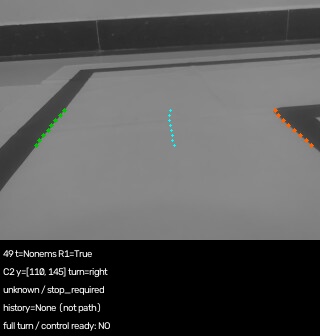 49 t=Nonems R1=True
C2 y=[110, 145] turn=right
unknown / stop_required
history=None (not path)
full turn / control ready: NO